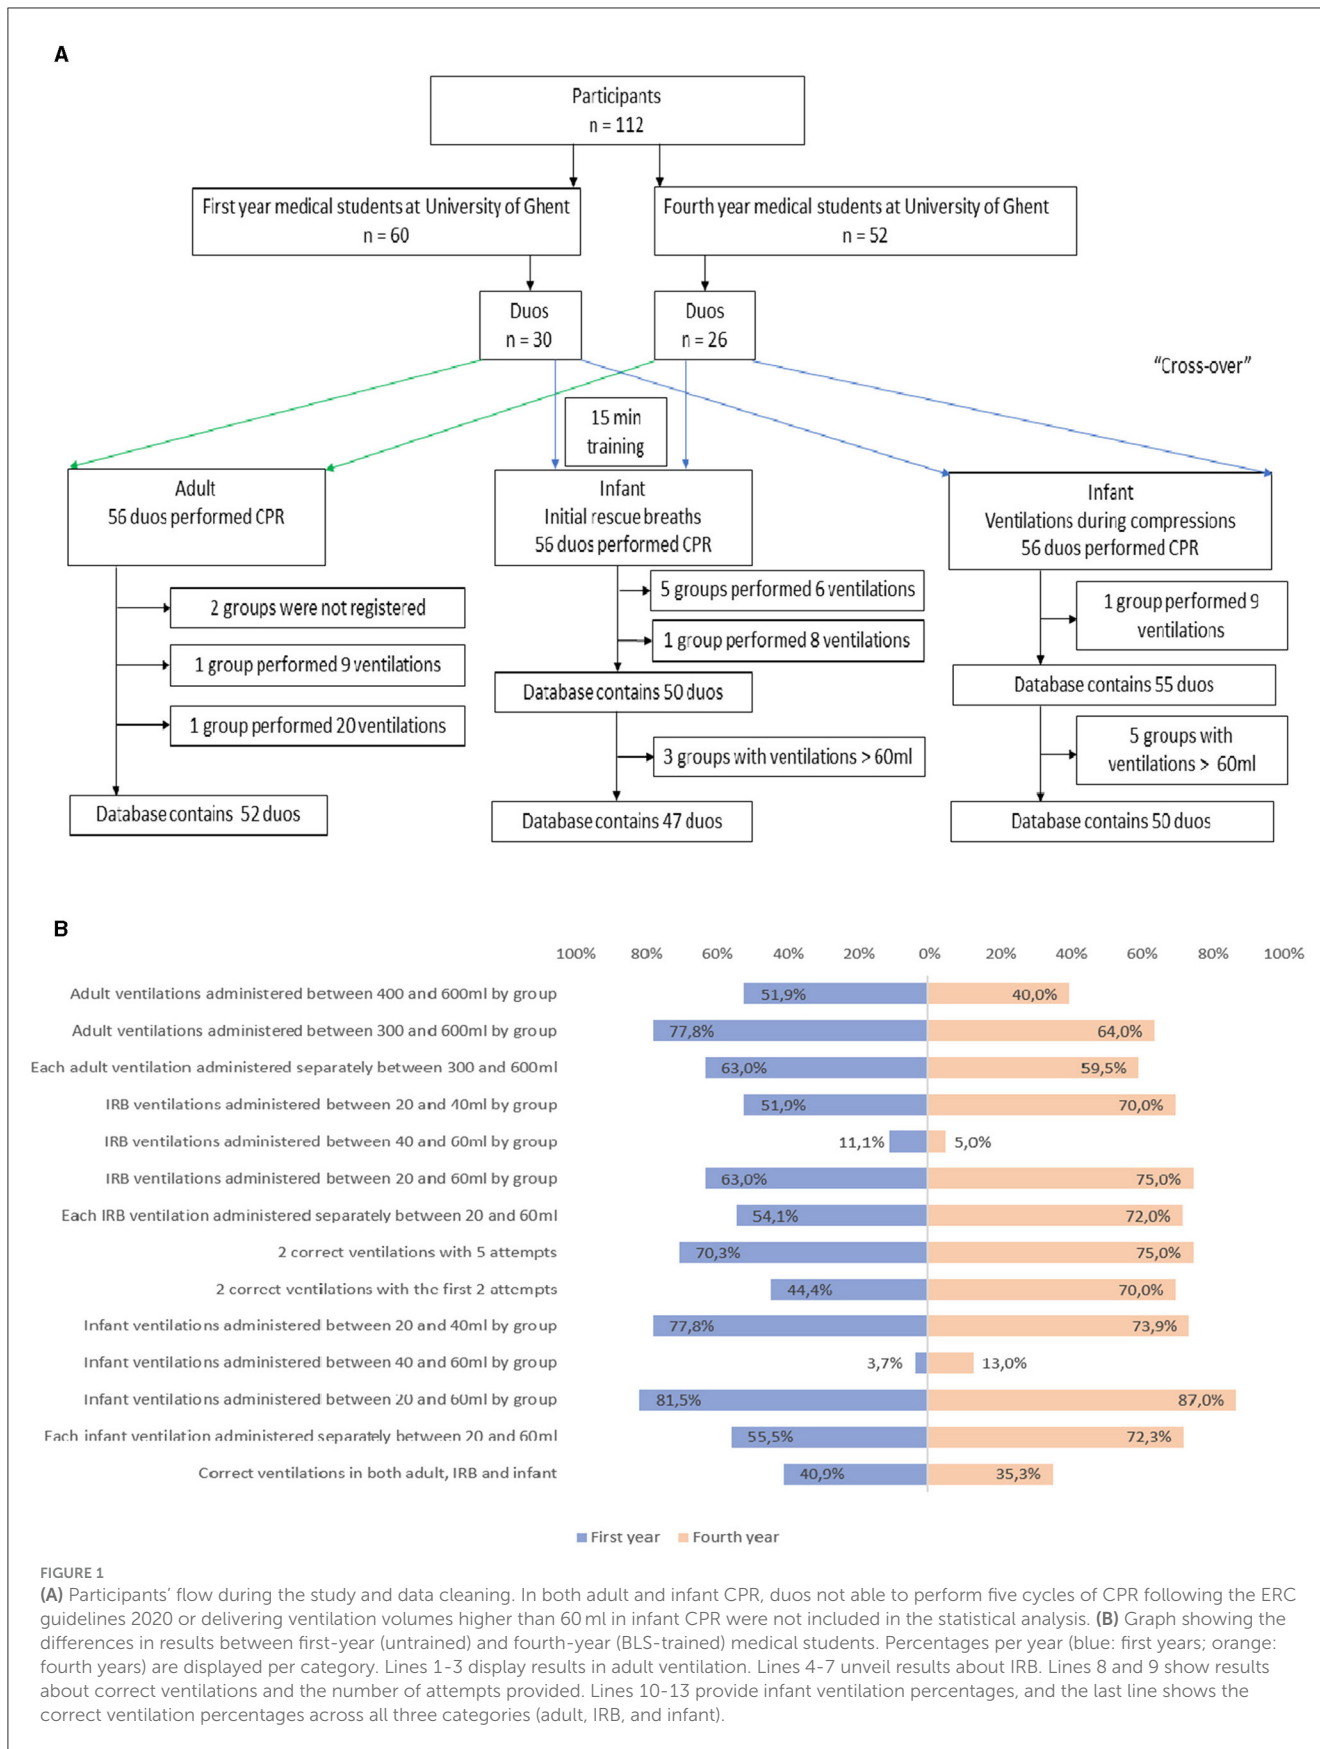 A
Participants
n = 112
First year medical students at University of Ghent
n = 60
Fourth year medical students at University of Ghent
n = 52
Duos
n = 30
Duos
n = 26
"Cross-over"
15 min
training
Adult
56 duos performed CPR
Infant
Initial rescue breaths
56 duos performed CPR
Infant
Ventilations during compressions
56 duos performed CPR
2 groups were not registered
1 group performed 9 ventilations
1 group performed 20 ventilations
Database contains 52 duos
5 groups performed 6 ventilations
1 group performed 8 ventilations
Database contains 50 duos
3 groups with ventilations > 60ml
Database contains 47 duos
1 group performed 9
ventilations
Database contains 55 duos
5 groups with
ventilations > 60ml
Database contains 50 duos
B
100% 80% 60% 40% 20% 0% 20% 40% 60% 80% 100%
Adult ventilations administered between 400 and 600ml by group 51,9% 40,0%
Adult ventilations administered between 300 and 600ml by group 77,8% 64,0%
Each adult ventilation administered separately between 300 and 600ml 63,0% 59,5%
IRB ventilations administered between 20 and 40ml by group 51,9% 70,0%
IRB ventilations administered between 40 and 60ml by group 11,1% 5,0%
IRB ventilations administered between 20 and 60ml by group 63,0% 75,0%
Each IRB ventilation administered separately between 20 and 60ml 54,1% 72,0%
2 correct ventilations with 5 attempts 70,3% 75,0%
2 correct ventilations with the first 2 attempts 44,4% 70,0%
Infant ventilations administered between 20 and 40ml by group 77,8% 73,9%
Infant ventilations administered between 40 and 60ml by group 3,7% 13,0%
Infant ventilations administered between 20 and 60ml by group 81,5% 87,0%
Each infant ventilation administered separately between 20 and 60ml 55,5% 72,3%
Correct ventilations in both adult, IRB and infant 40,9% 35,3%
First year Fourth year
FIGURE 1
(A) Participants' flow during the study and data cleaning. In both adult and infant CPR, duos not able to perform five cycles of CPR following the ERC
guidelines 2020 or delivering ventilation volumes higher than 60 ml in infant CPR were not included in the statistical analysis. (B) Graph showing the
differences in results between first-year (untrained) and fourth-year (BLS-trained) medical students. Percentages per year (blue: first years; orange:
fourth years) are displayed per category. Lines 1-3 display results in adult ventilation. Lines 4-7 unveil results about IRB. Lines 8 and 9 show results
about correct ventilations and the number of attempts provided. Lines 10-13 provide infant ventilation percentages, and the last line shows the
correct ventilation percentages across all three categories (adult, IRB, and infant).